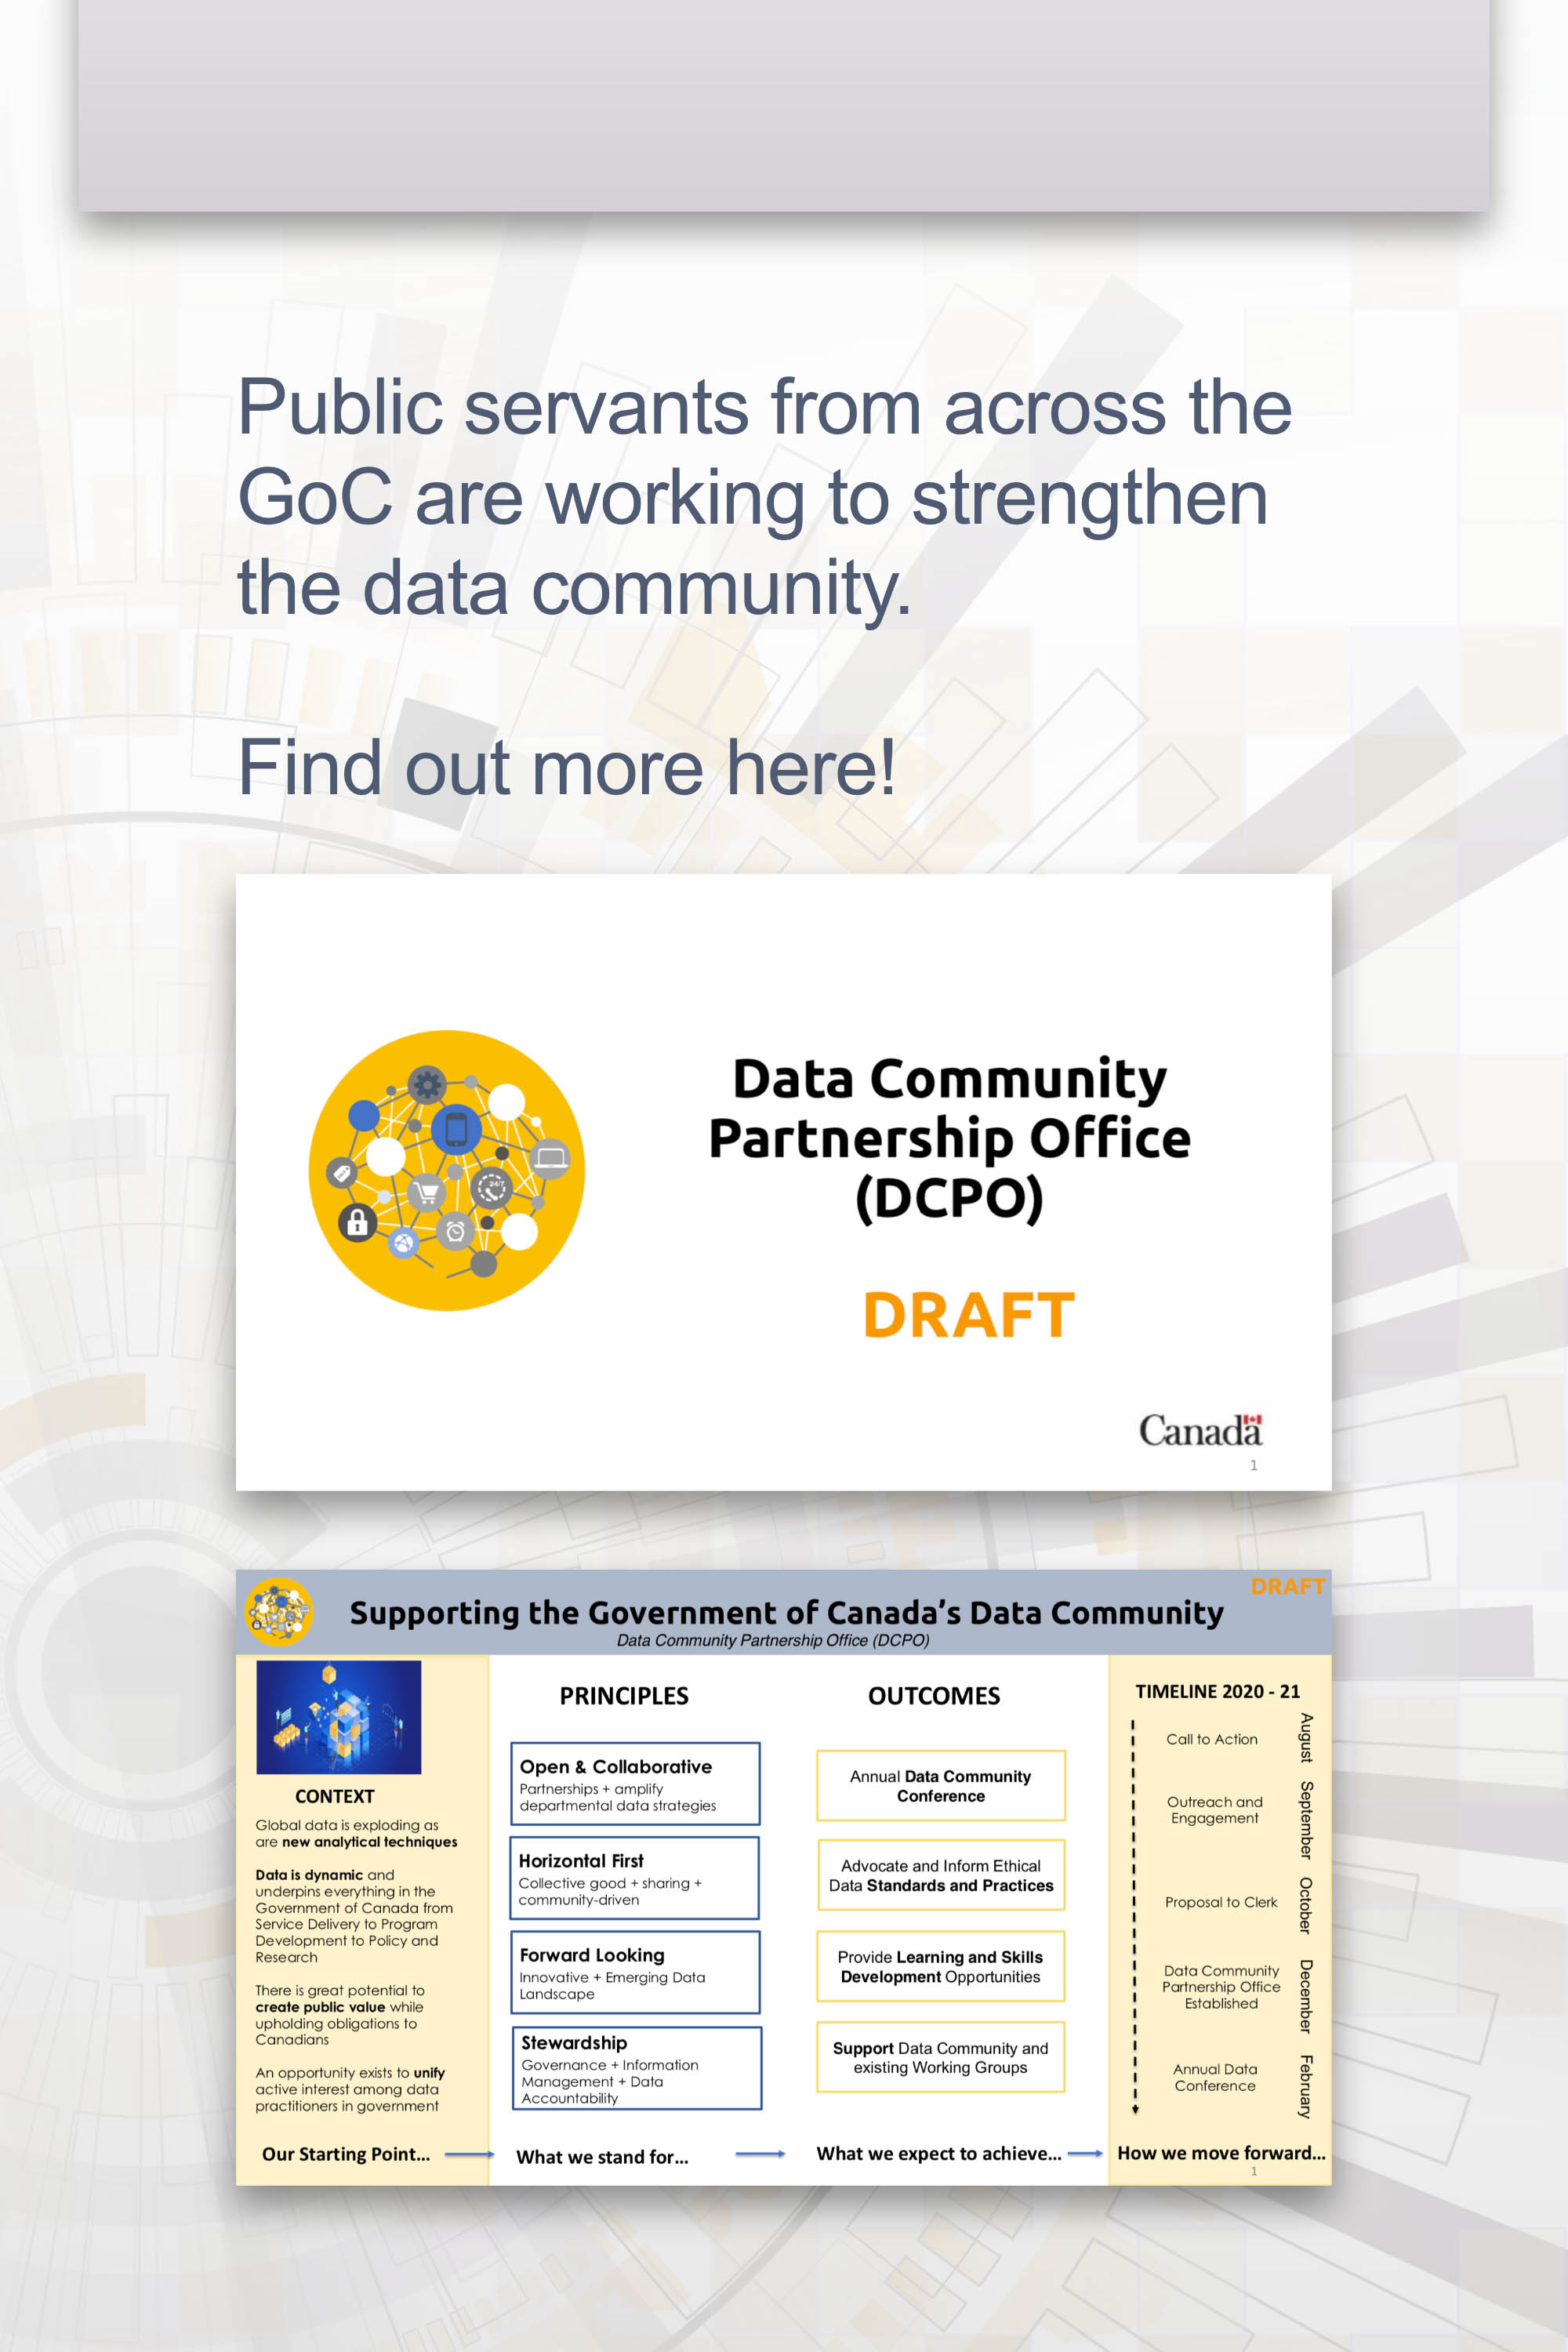 Public servants from across the
GoC are working to strengthen
the data community.
Find out more here!
24/7
Data Community
Partnership Office
(DCPO)
DRAFT
Canada
1
DRAFT
Supporting the Government of Canada's Data Community
Data Community Partnership Office (DCPO)
CONTEXT
Global data is exploding as
are new analytical techniques
Data is dynamic and
underpins everything in the
Government of Canada from
Service Delivery to Program
Development to Policy and
Research
There is great potential to
create public value while
upholding obligations to
Canadians
An opportunity exists to unify
active interest among data
practitioners in government
Our Starting Point...
PRINCIPLES
Open & Collaborative
Partnerships + amplify
departmental data strategies
Horizontal First
Collective good + sharing +
community-driven
Forward Looking
Innovative + Emerging Data
Landscape
Stewardship
Governance + Information
Management + Data
Accountability
What we stand for...
OUTCOMES
Annual Data Community
Conference
Advocate and Inform Ethical
Data Standards and Practices
Provide Learning and Skills
Development Opportunities
Support Data Community and
existing Working Groups
What we expect to achieve...
TIMELINE 2020 - 21
Call to Action
August
Outreach and
Engagement
September
Proposal to Clerk
October
Data Community
Partnership Office
Established
December
Annual Data
Conference
February
How we move forward...
1